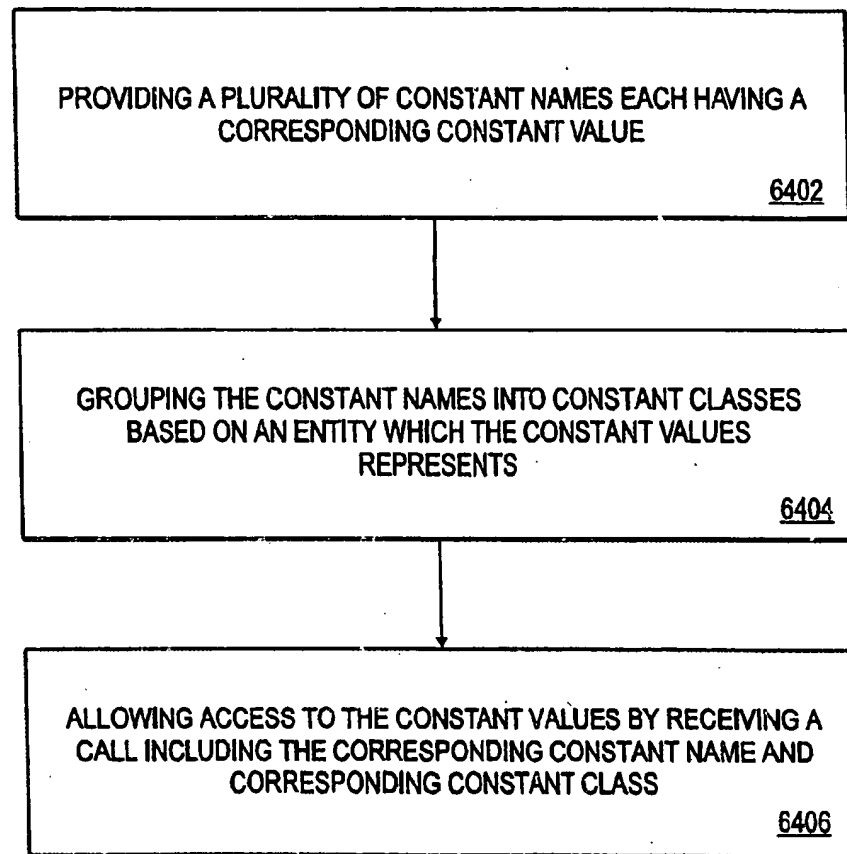 PROVIDING A PLURALITY OF CONSTANT NAMES EACH HAVING A
CORRESPONDING CONSTANT VALUE
6402
GROUPING THE CONSTANT NAMES INTO CONSTANT CLASSES
BASED ON AN ENTITY WHICH THE CONSTANT VALUES
REPRESENTS
6404
ALLOWING ACCESS TO THE CONSTANT VALUES BY RECEIVING A
CALL INCLUDING THE CORRESPONDING CONSTANT NAME AND
CORRESPONDING CONSTANT CLASS
6406